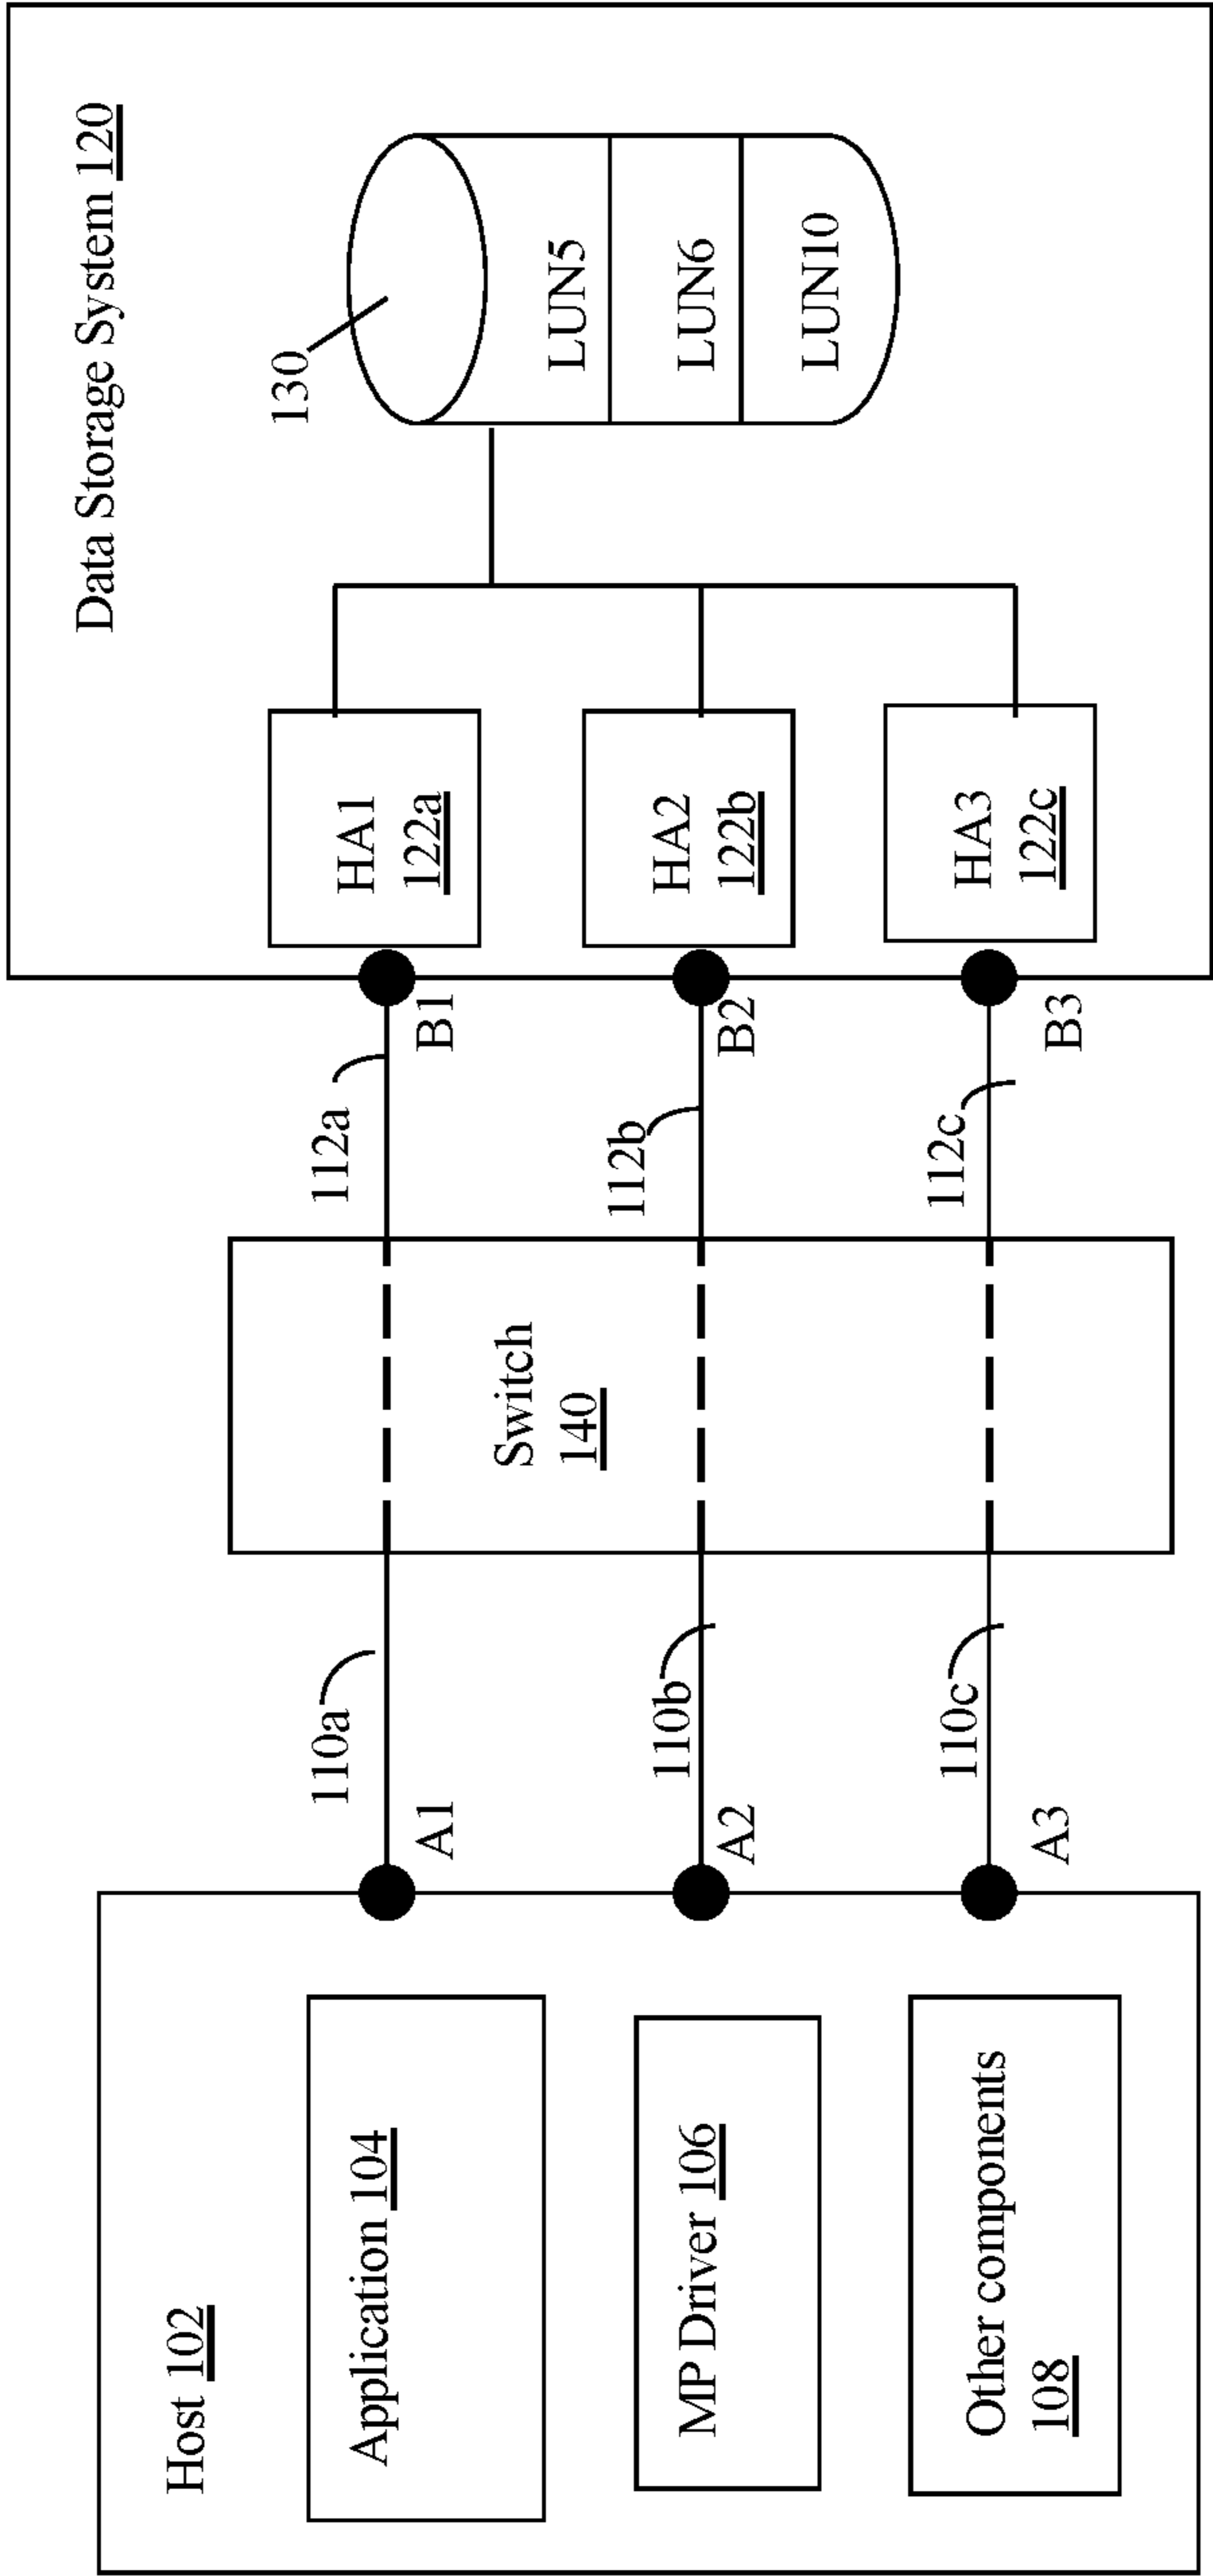 Host 102
Application 104
MP Driver 106
Other components
108
A1
A2
A3
110a
110b
110c
Switch
140
112a
112b
112c
B1
B2
B3
Data Storage System 120
HA1
122a
HA2
122b
HA3
122c
130
LUN5
LUN6
LUN10